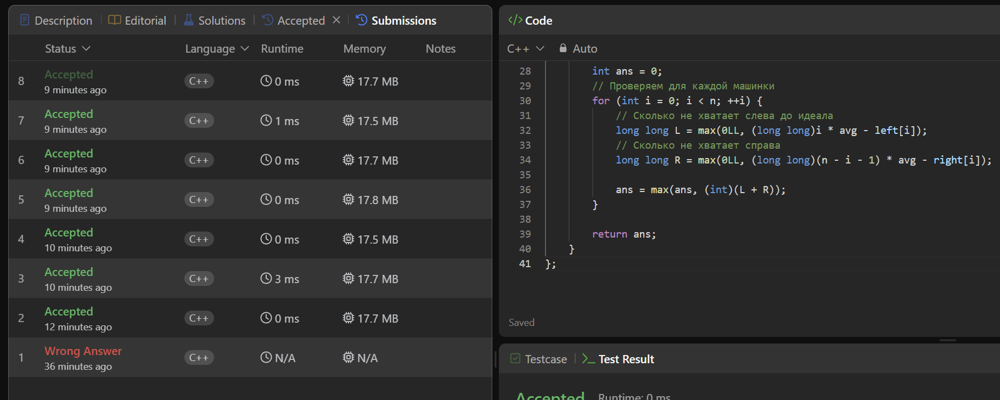 Description Editorial Solutions Accepted Submissions
Status Language Runtime Memory Notes
8 Accepted C++ 0 ms 17.7 MB
9 minutes ago
7 Accepted C++ 1 ms 17.5 MB
9 minutes ago
6 Accepted C++ 0 ms 17.7 MB
9 minutes ago
5 Accepted C++ 0 ms 17.8 MB
9 minutes ago
4 Accepted C++ 0 ms 17.5 MB
10 minutes ago
3 Accepted C++ 3 ms 17.7 MB
10 minutes ago
2 Accepted C++ 0 ms 17.7 MB
12 minutes ago
1 Wrong Answer C++ N/A N/A
36 minutes ago
</> Code
C++ Auto
28 int ans = 0;
29 // Проверяем для каждой машинки
30 for (int i = 0; i < n; ++i) {
31 // Сколько не хватает слева до идеала
32 long long L = max(0LL, (long long)i * avg - left[i]);
33 // Сколько не хватает справа
34 long long R = max(0LL, (long long)(n - i - 1) * avg - right[i]);
35
36 ans = max(ans, (int)(L + R));
37 }
38
39 return ans;
40 }
41 };
Saved
Testcase >_ Test Result
Accepted Runtime: 0 ms